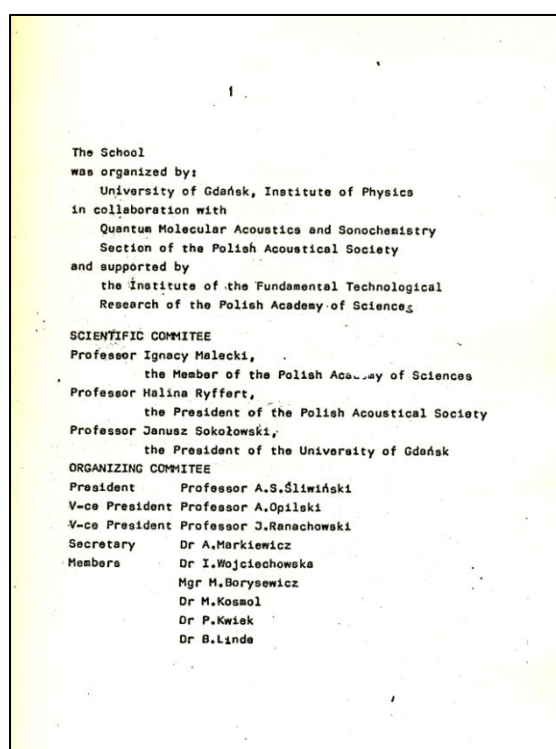 1
The School
was organized by:
University of Gdańsk, Institute of Physics
in collaboration with
Quantum Molecular Acoustics and Sonochemistry
Section of the Polish Acoustical Society
and supported by
the Institute of the Fundamental Technological
Research of the Polish Academy of Sciences
SCIENTIFIC COMMITEE
Professor Ignacy Malecki,
the Member of the Polish Academy of Sciences
Professor Halina Ryffert,
the President of the Polish Acoustical Society
Professor Janusz Sokołowski,
the President of the University of Gdańsk
ORGANIZING COMMITEE
President Professor A.S.Śliwiński
V-ce President Professor A.Opilski
V-ce President Professor J.Ranachowski
Secretary Dr A.Markiewicz
Members Dr I.Wojciechowska
Mgr M.Borysewicz
Dr M.Kosmol
Dr P.Kwiek
Dr B.Linde